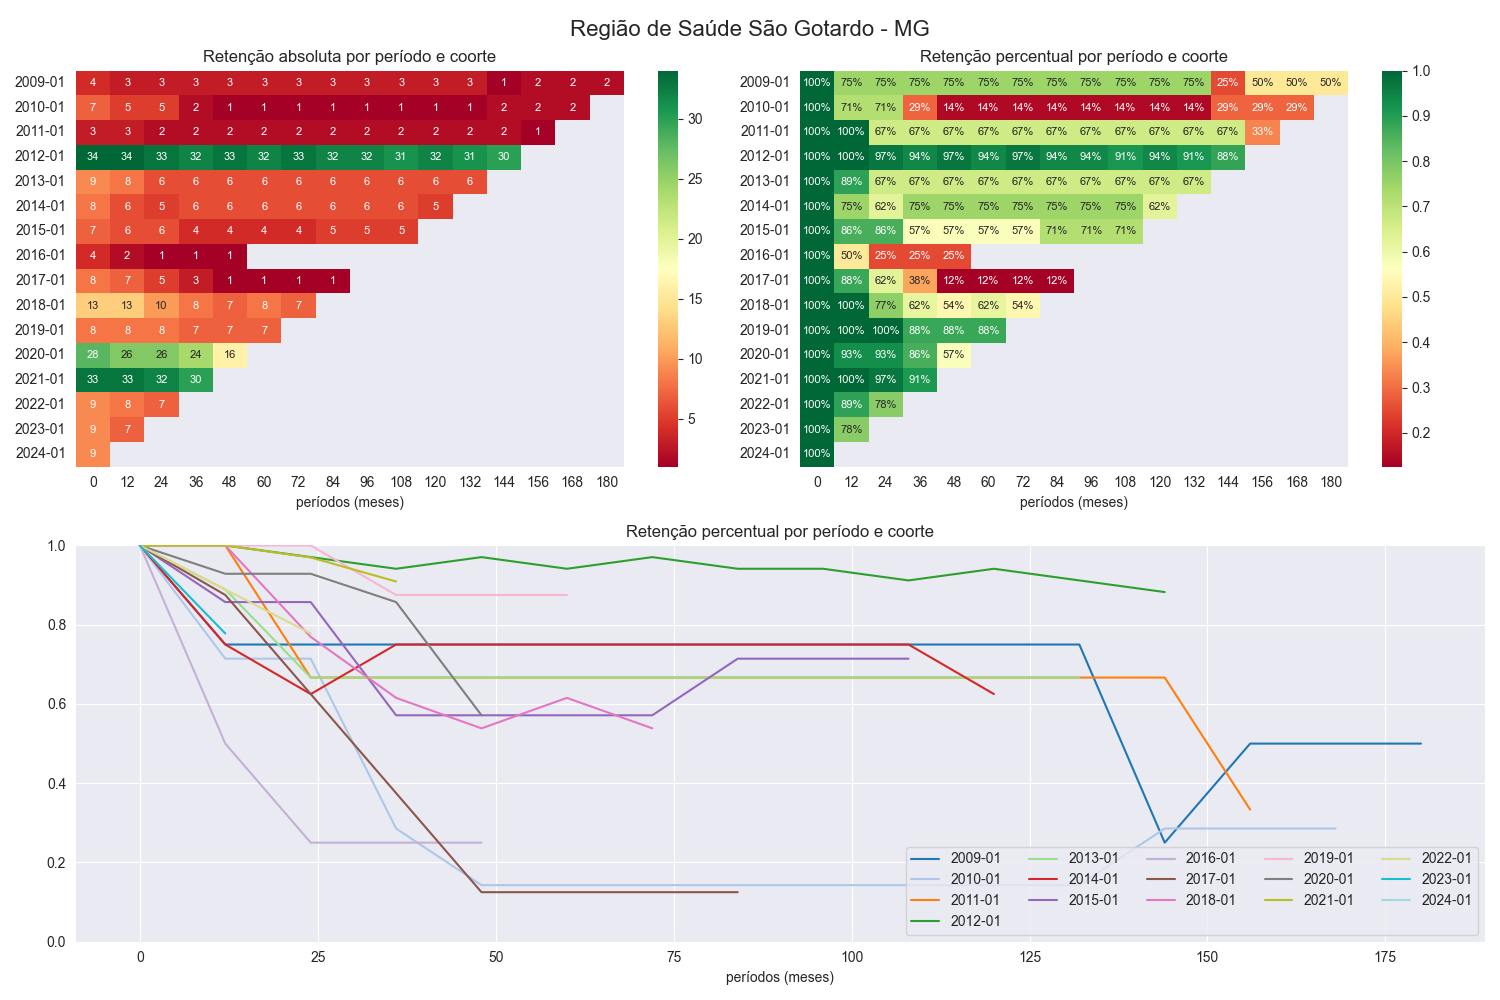 Região de Saúde São Gotardo - MG
Retenção absoluta por período e coorte
2009-01 4 3 3 3 3 3 3 3 3 3 3 3 1 2 2 2
2010-01 7 5 5 2 1 1 1 1 1 1 1 1 2 2 2
2011-01 3 3 2 2 2 2 2 2 2 2 2 2 2 1
2012-01 34 34 33 32 33 32 33 32 32 31 32 31 30
2013-01 9 8 6 6 6 6 6 6 6 6 6 6
2014-01 8 6 5 6 6 6 6 6 6 6 5
2015-01 7 6 6 4 4 4 4 5 5 5
2016-01 4 2 1 1 1
2017-01 8 7 5 3 1 1 1 1
2018-01 13 13 10 8 7 8 7
2019-01 8 8 8 7 7 7
2020-01 28 26 26 24 16
2021-01 33 33 32 30
2022-01 9 8 7
2023-01 9 7
2024-01 9
0 12 24 36 48 60 72 84 96 108 120 132 144 156 168 180
períodos (meses)
30
25
20
15
10
5
Retenção percentual por período e coorte
2009-01 100% 75% 75% 75% 75% 75% 75% 75% 75% 75% 75% 75% 25% 50% 50% 50%
2010-01 100% 71% 71% 29% 14% 14% 14% 14% 14% 14% 14% 14% 29% 29% 29%
2011-01 100% 100% 67% 67% 67% 67% 67% 67% 67% 67% 67% 67% 67% 33%
2012-01 100% 100% 97% 94% 97% 94% 97% 94% 94% 91% 94% 91% 88%
2013-01 100% 89% 67% 67% 67% 67% 67% 67% 67% 67% 67% 67%
2014-01 100% 75% 62% 75% 75% 75% 75% 75% 75% 75% 62%
2015-01 100% 86% 86% 57% 57% 57% 57% 71% 71% 71%
2016-01 100% 50% 25% 25% 25%
2017-01 100% 88% 62% 38% 12% 12% 12% 12%
2018-01 100% 100% 77% 62% 54% 62% 54%
2019-01 100% 100% 100% 88% 88% 88%
2020-01 100% 93% 93% 86% 57%
2021-01 100% 100% 97% 91%
2022-01 100% 89% 78%
2023-01 100% 78%
2024-01 100%
0 12 24 36 48 60 72 84 96 108 120 132 144 156 168 180
períodos (meses)
1.0
0.9
0.8
0.7
0.6
0.5
0.4
0.3
0.2
Retenção percentual por período e coorte
1.0
0.8
0.6
0.4
0.2
0.0
0 25 50 75 100 125 150 175
períodos (meses)
2009-01 2013-01 2016-01 2019-01 2022-01
2010-01 2014-01 2017-01 2020-01 2023-01
2011-01 2015-01 2018-01 2021-01 2024-01
2012-01